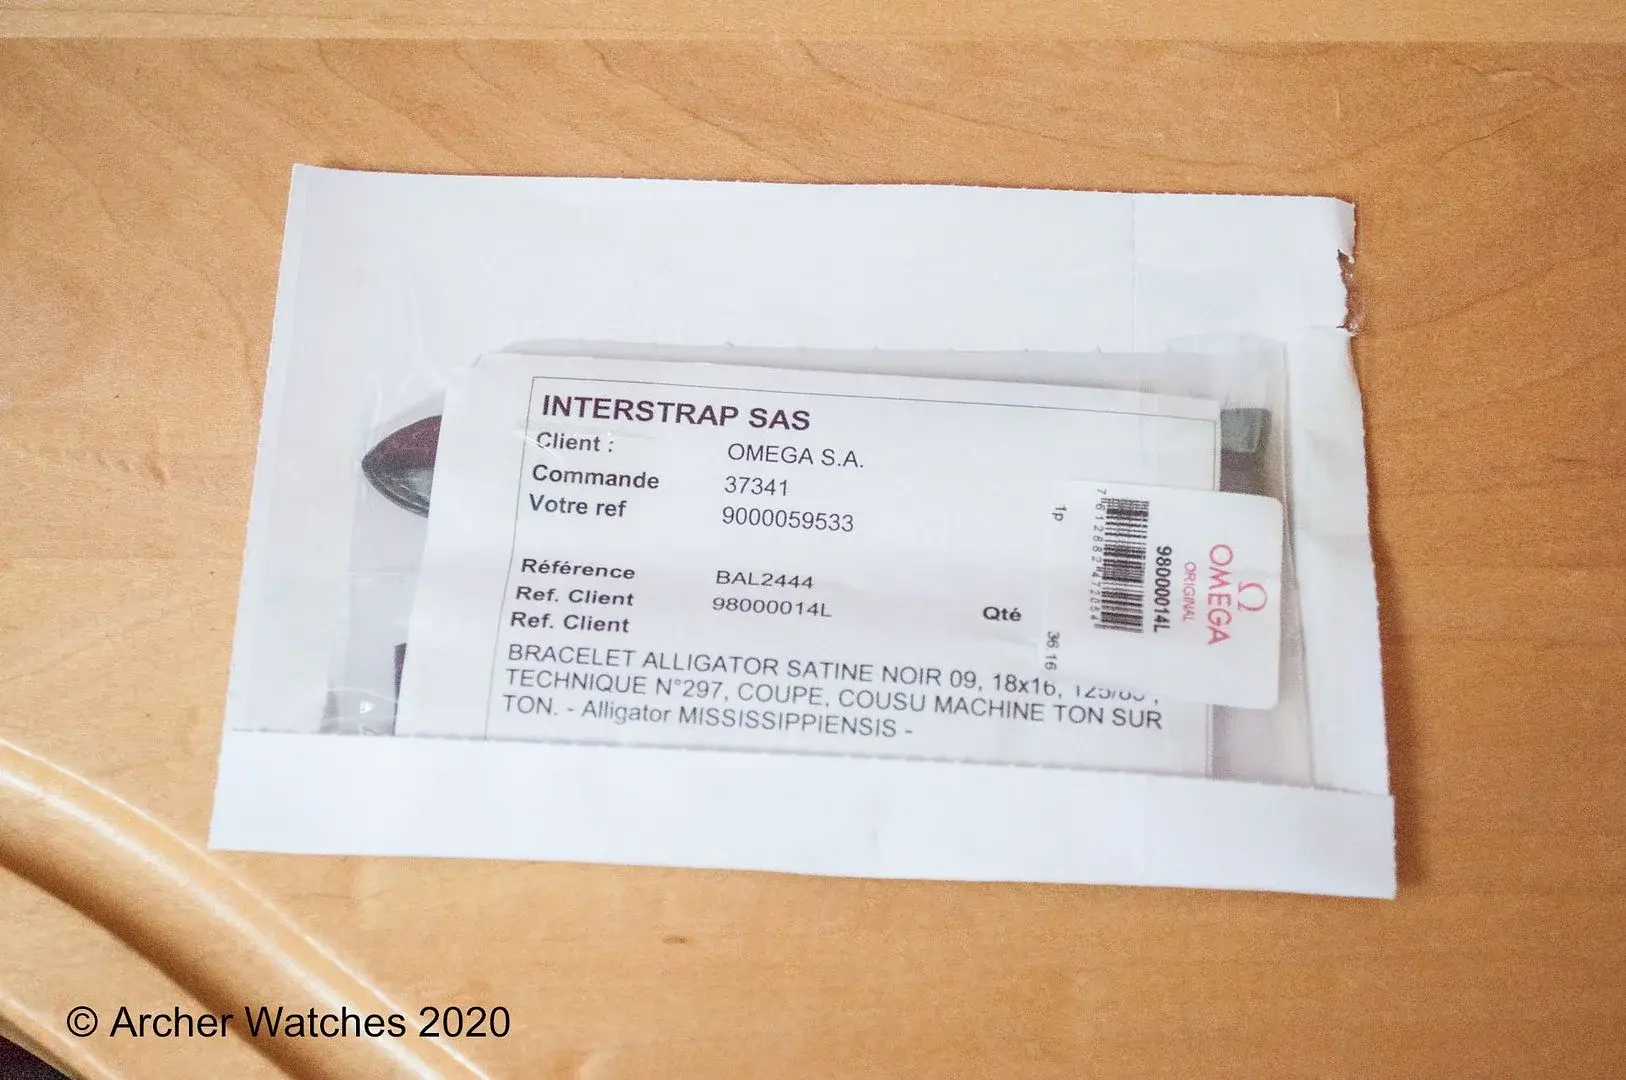 INTERSTRAP SAS
Client : OMEGA S.A.
Commande 37341
Votre ref 9000059533
Référence BAL2444
Ref. Client 98000014L Qté
Ref. Client
BRACELET ALLIGATOR SATINE NOIR 09, 18x16,
TECHNIQUE N°297, COUPE, COUSU MACHINE TON SUR
TON. - Alligator MISSISSIPPIENSIS -
Ω
OMEGA
ORIGINAL
98000014L
1p 36.16
© Archer Watches 2020